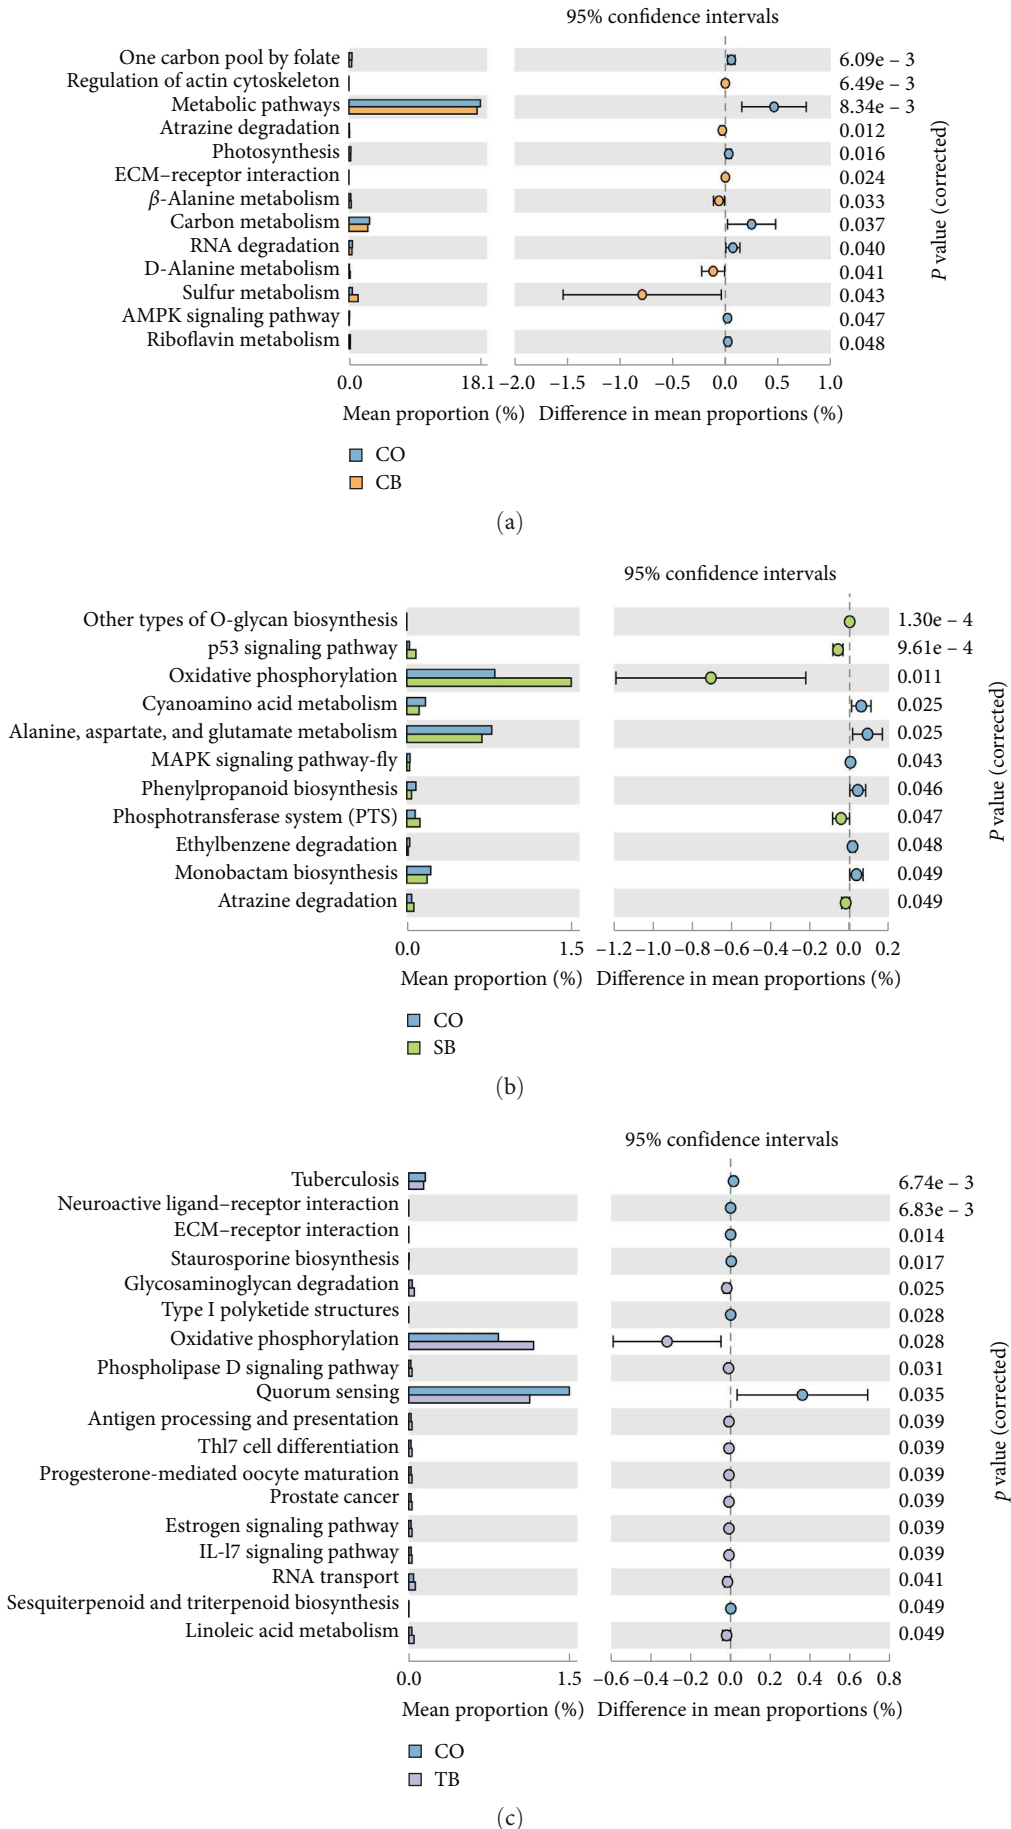 95% confidence intervals
One carbon pool by folate 6.09e – 3
Regulation of actin cytoskeleton 6.49e – 3
Metabolic pathways 8.34e – 3
Atrazine degradation 0.012
Photosynthesis 0.016
ECM–receptor interaction 0.024
β-Alanine metabolism 0.033
Carbon metabolism 0.037
RNA degradation 0.040
D-Alanine metabolism 0.041
Sulfur metabolism 0.043
AMPK signaling pathway 0.047
Riboflavin metabolism 0.048
P value (corrected)
0.0 18.1 –2.0 –1.5 –1.0 –0.5 0.0 0.5 1.0
Mean proportion (%) Difference in mean proportions (%)
CO
CB
(a)
95% confidence intervals
Other types of O-glycan biosynthesis 1.30e – 4
p53 signaling pathway 9.61e – 4
Oxidative phosphorylation 0.011
Cyanoamino acid metabolism 0.025
Alanine, aspartate, and glutamate metabolism 0.025
MAPK signaling pathway-fly 0.043
Phenylpropanoid biosynthesis 0.046
Phosphotransferase system (PTS) 0.047
Ethylbenzene degradation 0.048
Monobactam biosynthesis 0.049
Atrazine degradation 0.049
P value (corrected)
0.0 1.5 –1.2 –1.0 –0.8 –0.6 –0.4 –0.2 0.0 0.2
Mean proportion (%) Difference in mean proportions (%)
CO
SB
(b)
95% confidence intervals
Tuberculosis 6.74e – 3
Neuroactive ligand–receptor interaction 6.83e – 3
ECM–receptor interaction 0.014
Staurosporine biosynthesis 0.017
Glycosaminoglycan degradation 0.025
Type I polyketide structures 0.028
Oxidative phosphorylation 0.028
Phospholipase D signaling pathway 0.031
Quorum sensing 0.035
Antigen processing and presentation 0.039
Thl7 cell differentiation 0.039
Progesterone-mediated oocyte maturation 0.039
Prostate cancer 0.039
Estrogen signaling pathway 0.039
IL-l7 signaling pathway 0.039
RNA transport 0.041
Sesquiterpenoid and triterpenoid biosynthesis 0.049
Linoleic acid metabolism 0.049
p value (corrected)
0.0 1.5 –0.6 –0.4 –0.2 0.0 0.2 0.4 0.6 0.8
Mean proportion (%) Difference in mean proportions (%)
CO
TB
(c)